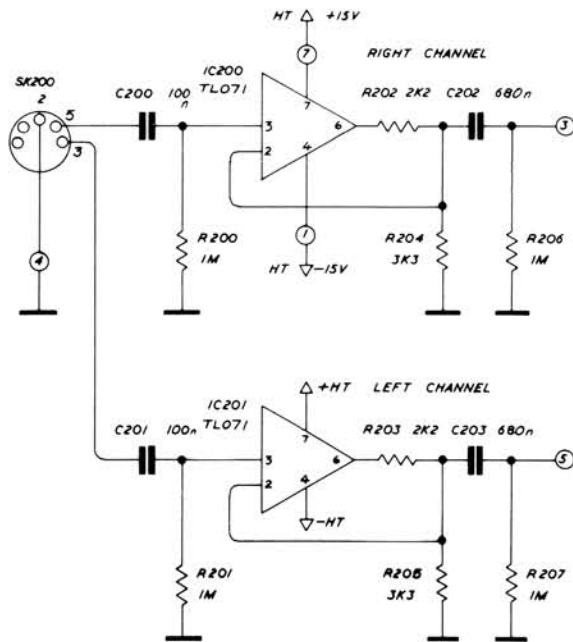 HT +15V
7
RIGHT CHANNEL
SK200
2
C200 100
n
IC200
TL071
R202 2K2 C202 680n
5
3
3
2
7
6
4
3
4
R200
1M
1
HT -15V
R204
3K3
R206
1M
+HT LEFT CHANNEL
C201 100n
IC201
TL071
R203 2K2 C203 680n
3
2
7
6
4
5
-HT
R201
1M
R205
3K3
R207
1M